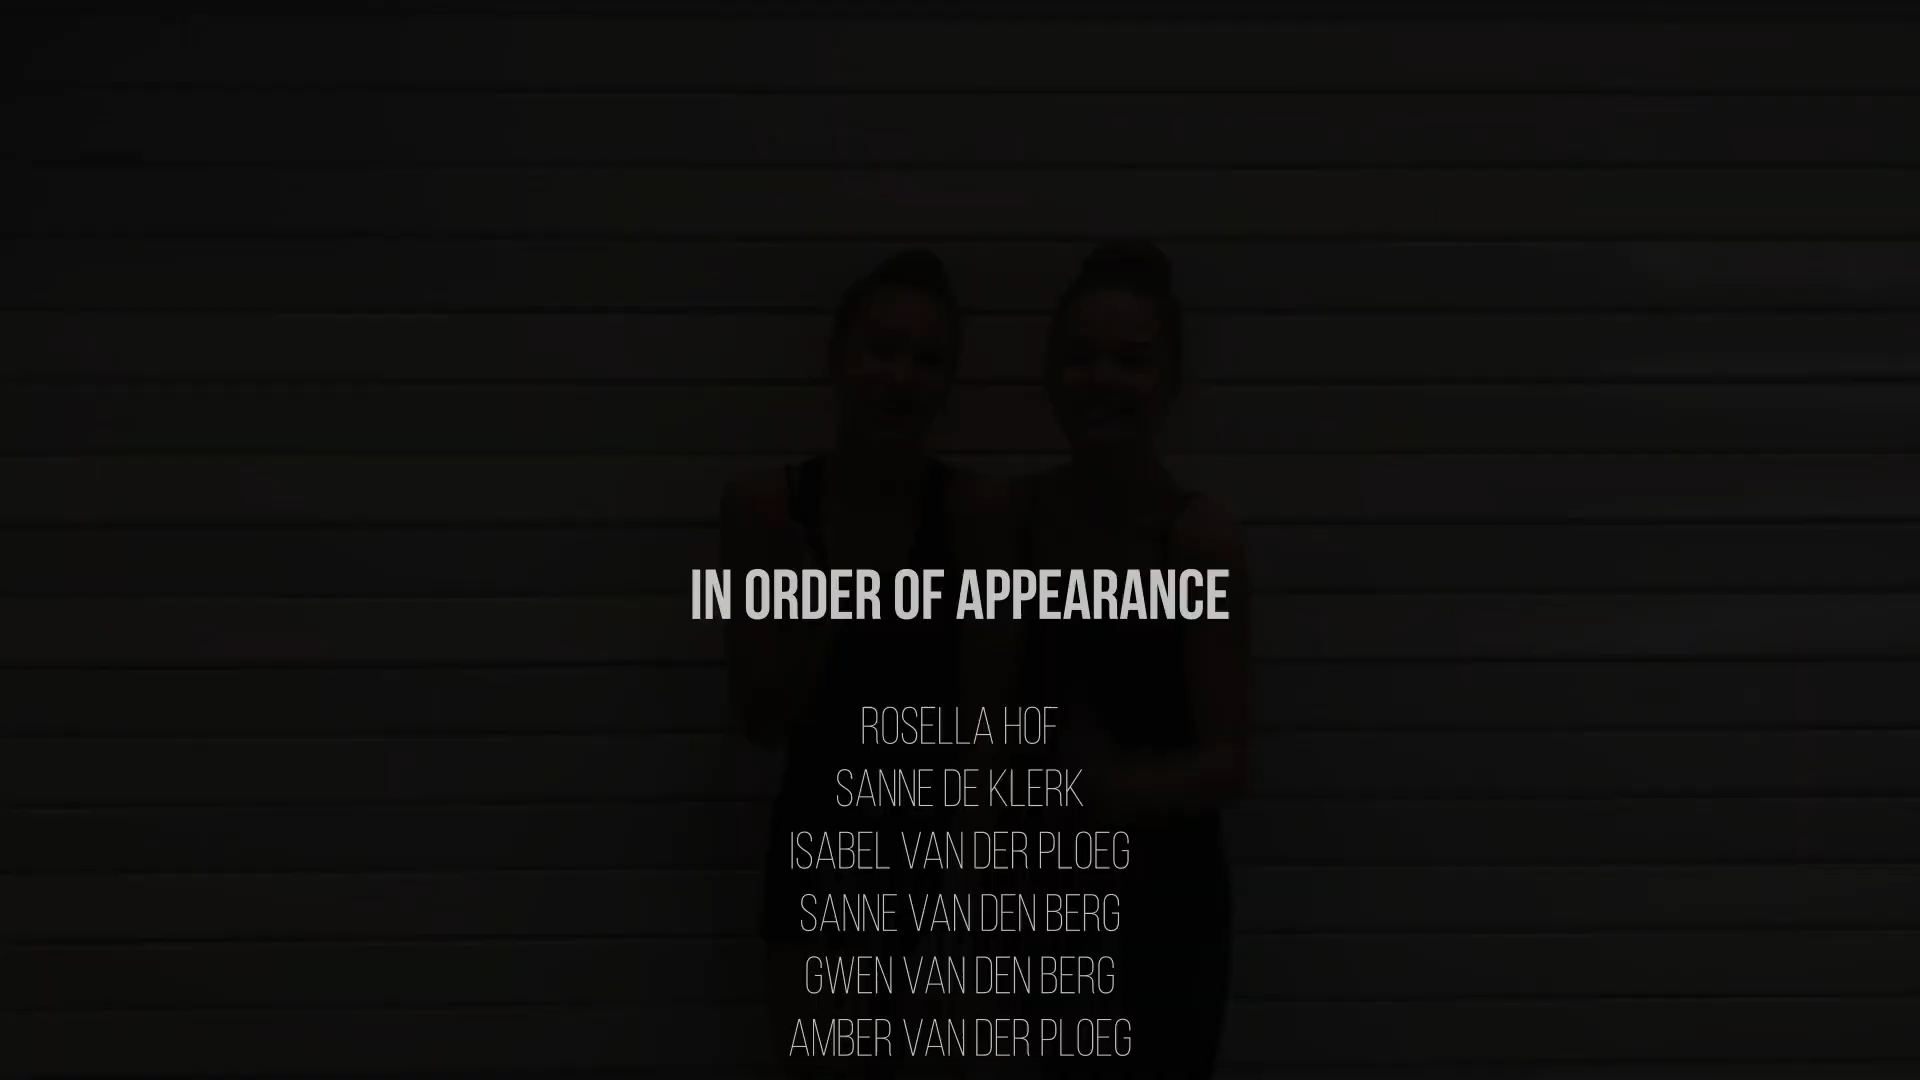 IN ORDER OF APPEARANCE
ROSELLA HOF
SANNE DE KLERK
ISABEL VAN DER PLOEG
SANNE VAN DEN BERG
GWEN VAN DEN BERG
AMBER VAN DER PLOEG